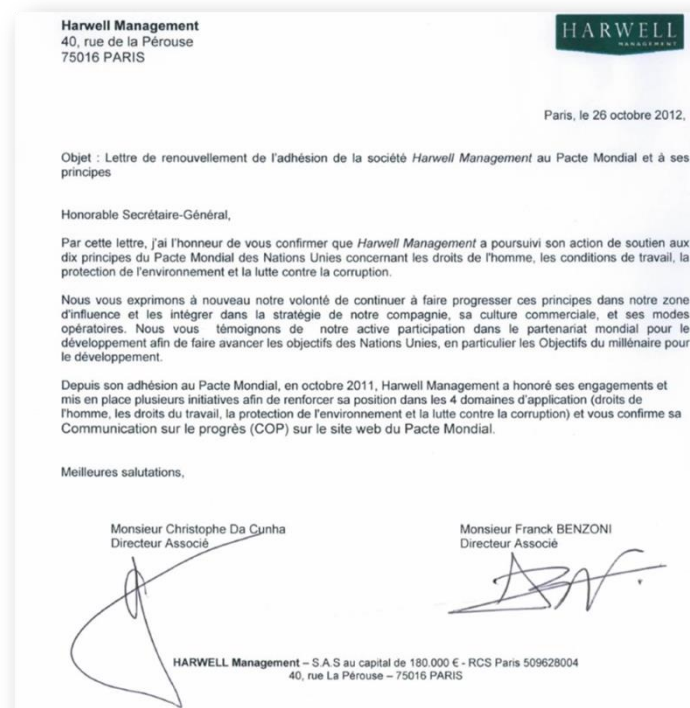 Harwell Management
40, rue de la Pérouse
75016 PARIS
HARWELL
MANAGEMENT
Paris, le 26 octobre 2012,
Objet : Lettre de renouvellement de l'adhésion de la société Harwell Management au Pacte Mondial et à ses
principes
Honorable Secrétaire-Général,
Par cette lettre, j'ai l'honneur de vous confirmer que Harwell Management a poursuivi son action de soutien aux
dix principes du Pacte Mondial des Nations Unies concernant les droits de l'homme, les conditions de travail, la
protection de l'environnement et la lutte contre la corruption.
Nous vous exprimons à nouveau notre volonté de continuer à faire progresser ces principes dans notre zone
d'influence et les intégrer dans la stratégie de notre compagnie, sa culture commerciale, et ses modes
opératoires. Nous vous témoignons de notre active participation dans le partenariat mondial pour le
développement afin de faire avancer les objectifs des Nations Unies, en particulier les Objectifs du millénaire pour
le développement.
Depuis son adhésion au Pacte Mondial, en octobre 2011, Harwell Management a honoré ses engagements et
mis en place plusieurs initiatives afin de renforcer sa position dans les 4 domaines d'application (droits de
l'homme, les droits du travail, la protection de l'environnement et la lutte contre la corruption) et vous confirme sa
Communication sur le progrès (COP) sur le site web du Pacte Mondial.
Meilleures salutations,
Monsieur Christophe Da Cunha
Directeur Associé
Monsieur Franck BENZONI
Directeur Associé
HARWELL Management – S.A.S au capital de 180.000 € - RCS Paris 509628004
40, rue La Pérouse – 75016 PARIS